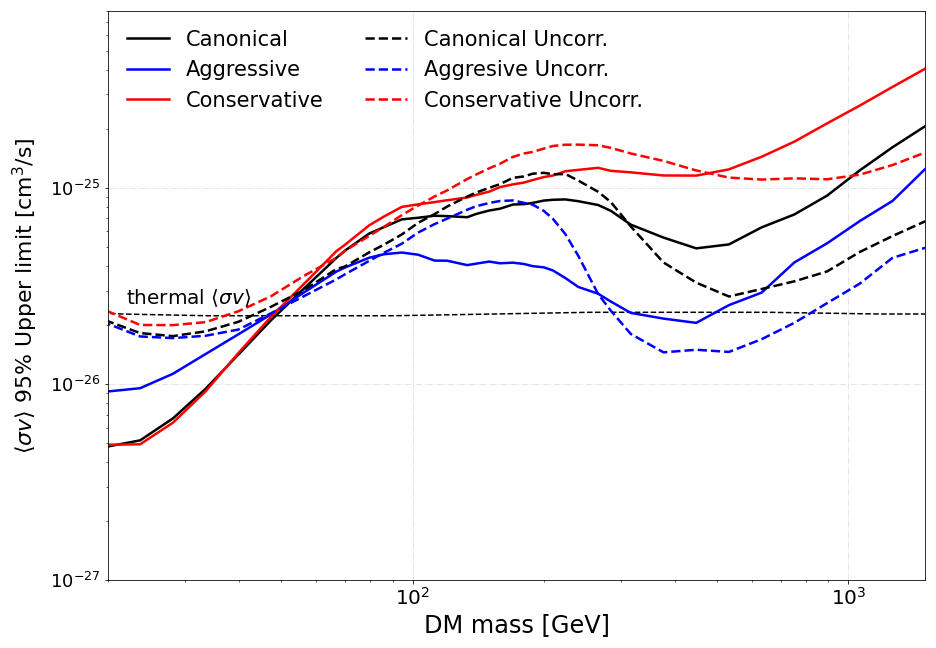 Canonical
Aggressive
Conservative
Canonical Uncorr.
Aggresive Uncorr.
Conservative Uncorr.
⟨σv⟩ 95% Upper limit [cm³/s]
10⁻²⁵
thermal ⟨σv⟩
10⁻²⁶
10⁻²⁷
10²
10³
DM mass [GeV]